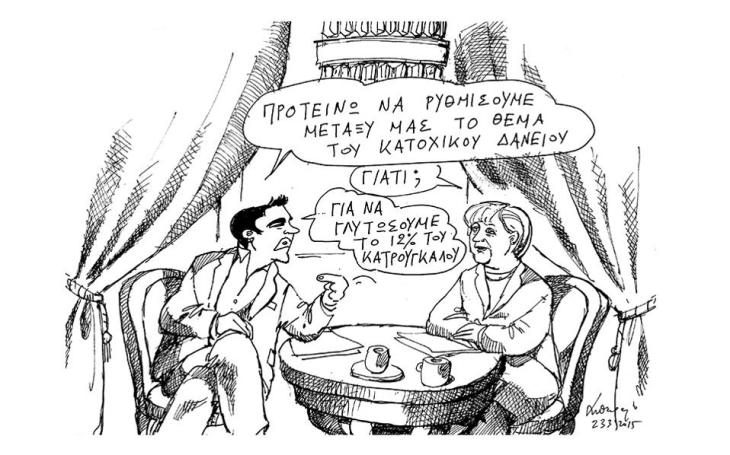 ΠΡΟΤΕΙΝΩ ΝΑ ΡΥΘΜΙΣΟΥΜΕ
ΜΕΤΑΞΥ ΜΑΣ ΤΟ ΘΕΜΑ
ΤΟΥ ΚΑΤΟΧΙΚΟΥ ΔΑΝΕΙΟΥ
ΓΙΑΤΙ;
ΓΙΑ ΝΑ
ΓΛΥΤΩΣΟΥΜΕ
ΤΟ 12% ΤΟΥ
ΚΑΤΡΟΥΓΚΑΛΟΥ
23 3 2015